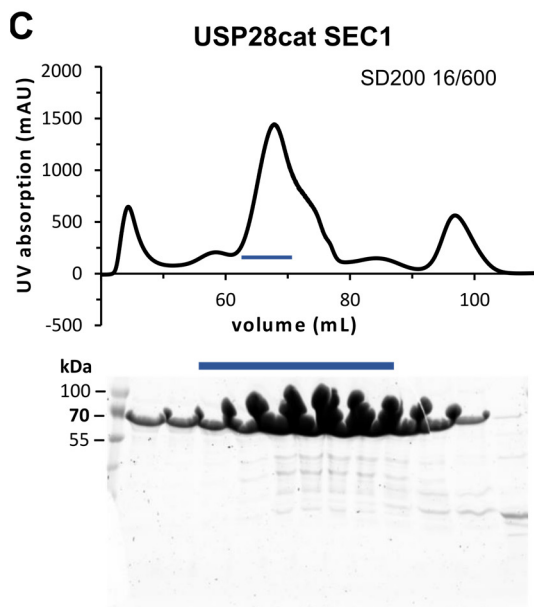 C
USP28cat SEC1
SD200 16/600
UV absorption (mAU)
2000
1500
1000
500
0
-500
60
80
100
volume (mL)
kDa
100
70
55